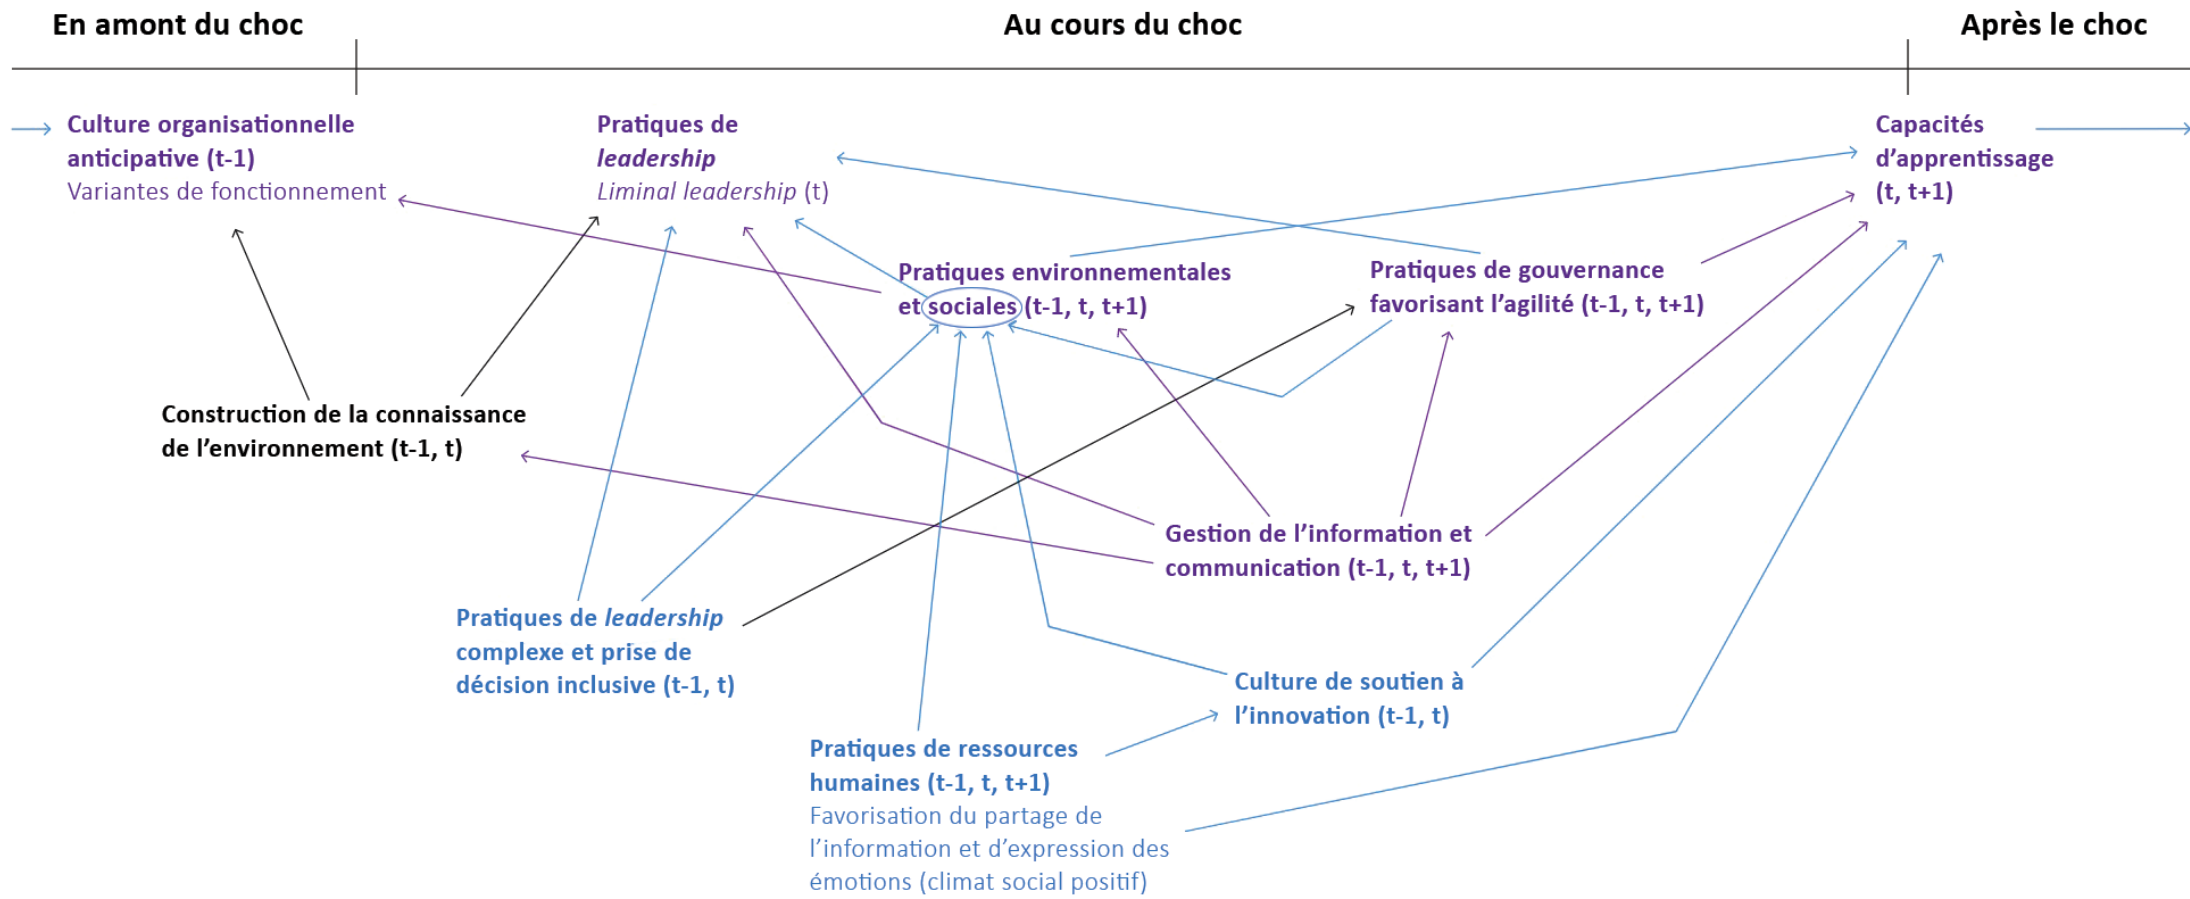 En amont du choc
Au cours du choc
Après le choc
Culture organisationnelle
anticipative (t-1)
Variantes de fonctionnement
Pratiques de
leadership
Liminal leadership (t)
Capacités
d’apprentissage
(t, t+1)
Pratiques environnementales
et sociales (t-1, t, t+1)
Pratiques de gouvernance
favorisant l’agilité (t-1, t, t+1)
Construction de la connaissance
de l’environnement (t-1, t)
Gestion de l’information et
communication (t-1, t, t+1)
Pratiques de leadership
complexe et prise de
décision inclusive (t-1, t)
Culture de soutien à
l’innovation (t-1, t)
Pratiques de ressources
humaines (t-1, t, t+1)
Favorisation du partage de
l’information et d’expression des
émotions (climat social positif)